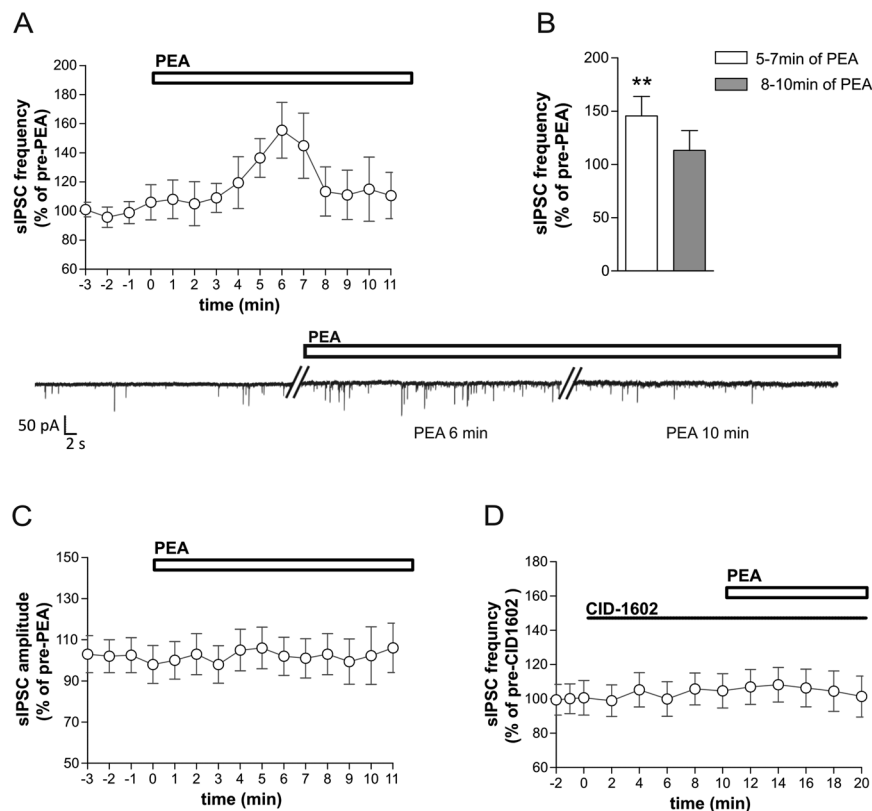 A
PEA
200
180
160
140
120
100
80
60
sIPSC frequency
(% of pre-PEA)
-3 -2 -1 0 1 2 3 4 5 6 7 8 9 10 11
time (min)
B
200
150
100
50
0
sIPSC frequency
(% of pre-PEA)
**
5-7min of PEA
8-10min of PEA
PEA
50 pA
2 s
PEA 6 min
PEA 10 min
C
PEA
150
130
110
90
70
50
sIPSC amplitude
(% of pre-PEA)
-3 -2 -1 0 1 2 3 4 5 6 7 8 9 10 11
time (min)
D
180
160
140
120
100
80
60
sIPSC frequncy
(% of pre-CID1602)
PEA
CID-1602
-2 0 2 4 6 8 10 12 14 16 18 20
time (min)